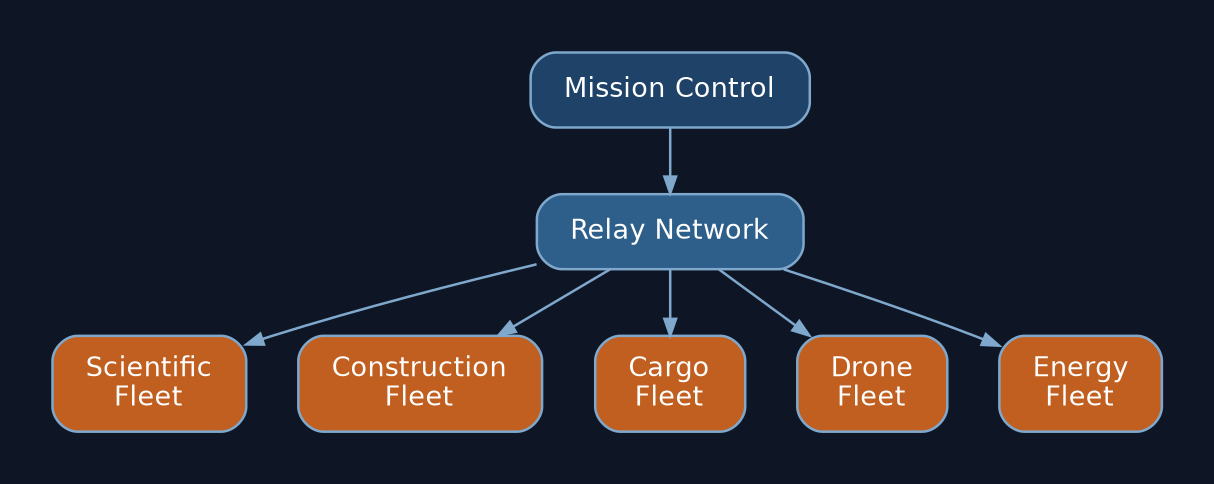 Mission Control
Relay Network
Scientific
Fleet
Construction
Fleet
Cargo
Fleet
Drone
Fleet
Energy
Fleet